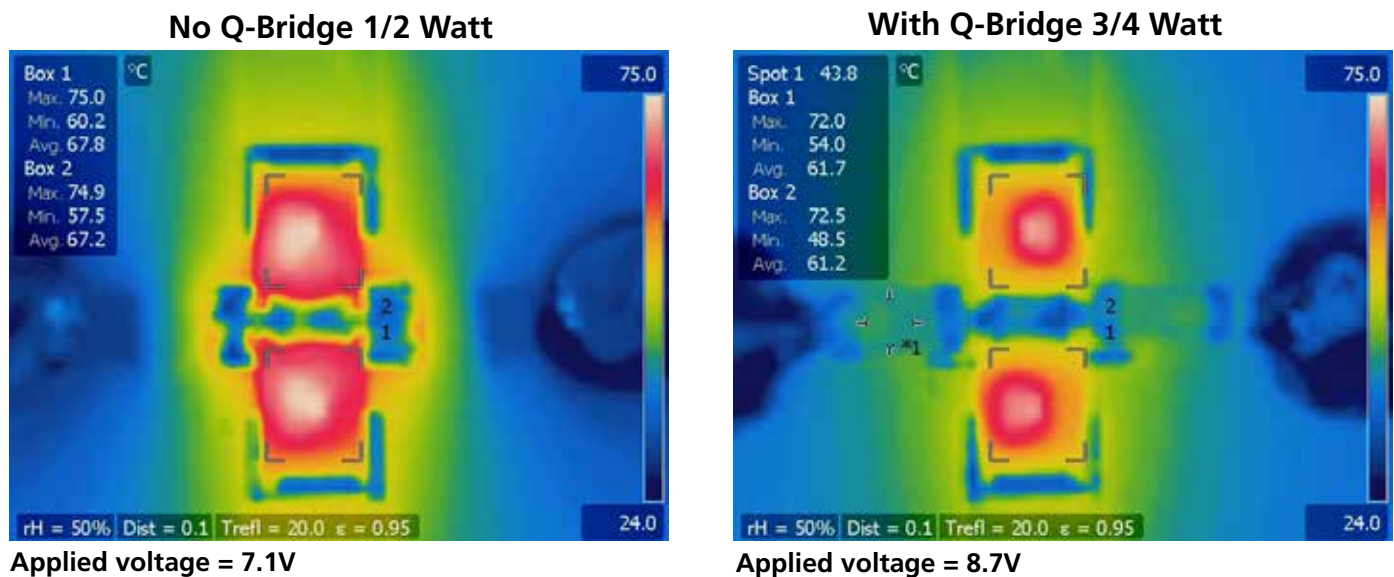 No Q-Bridge 1/2 Watt
Box 1 °C 75.0
Max. 75.0
Min. 60.2
Avg. 67.8
Box 2
Max. 74.9
Min. 57.5
Avg. 67.2
2
1
rH = 50% Dist = 0.1 Trefl = 20.0 ε = 0.95 24.0
Applied voltage = 7.1V
With Q-Bridge 3/4 Watt
Spot 1 43.8 °C 75.0
Box 1
Max. 72.0
Min. 54.0
Avg. 61.7
Box 2
Max. 72.5
Min. 48.5
Avg. 61.2
2
1
*1
rH = 50% Dist = 0.1 Trefl = 20.0 ε = 0.95 24.0
Applied voltage = 8.7V